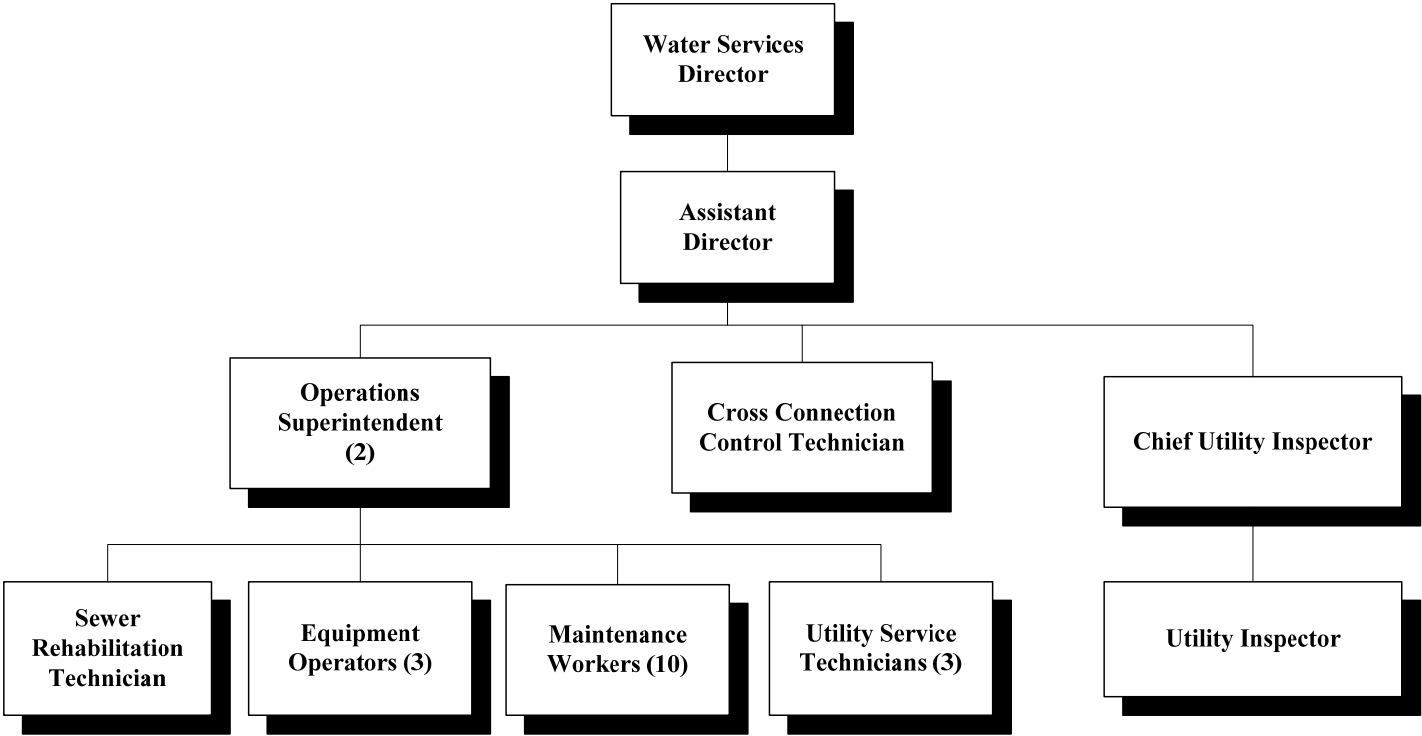 Water Services
Director
Assistant
Director
Operations
Superintendent
(2)
Cross Connection
Control Technician
Chief Utility Inspector
Sewer
Rehabilitation
Technician
Equipment
Operators (3)
Maintenance
Workers (10)
Utility Service
Technicians (3)
Utility Inspector